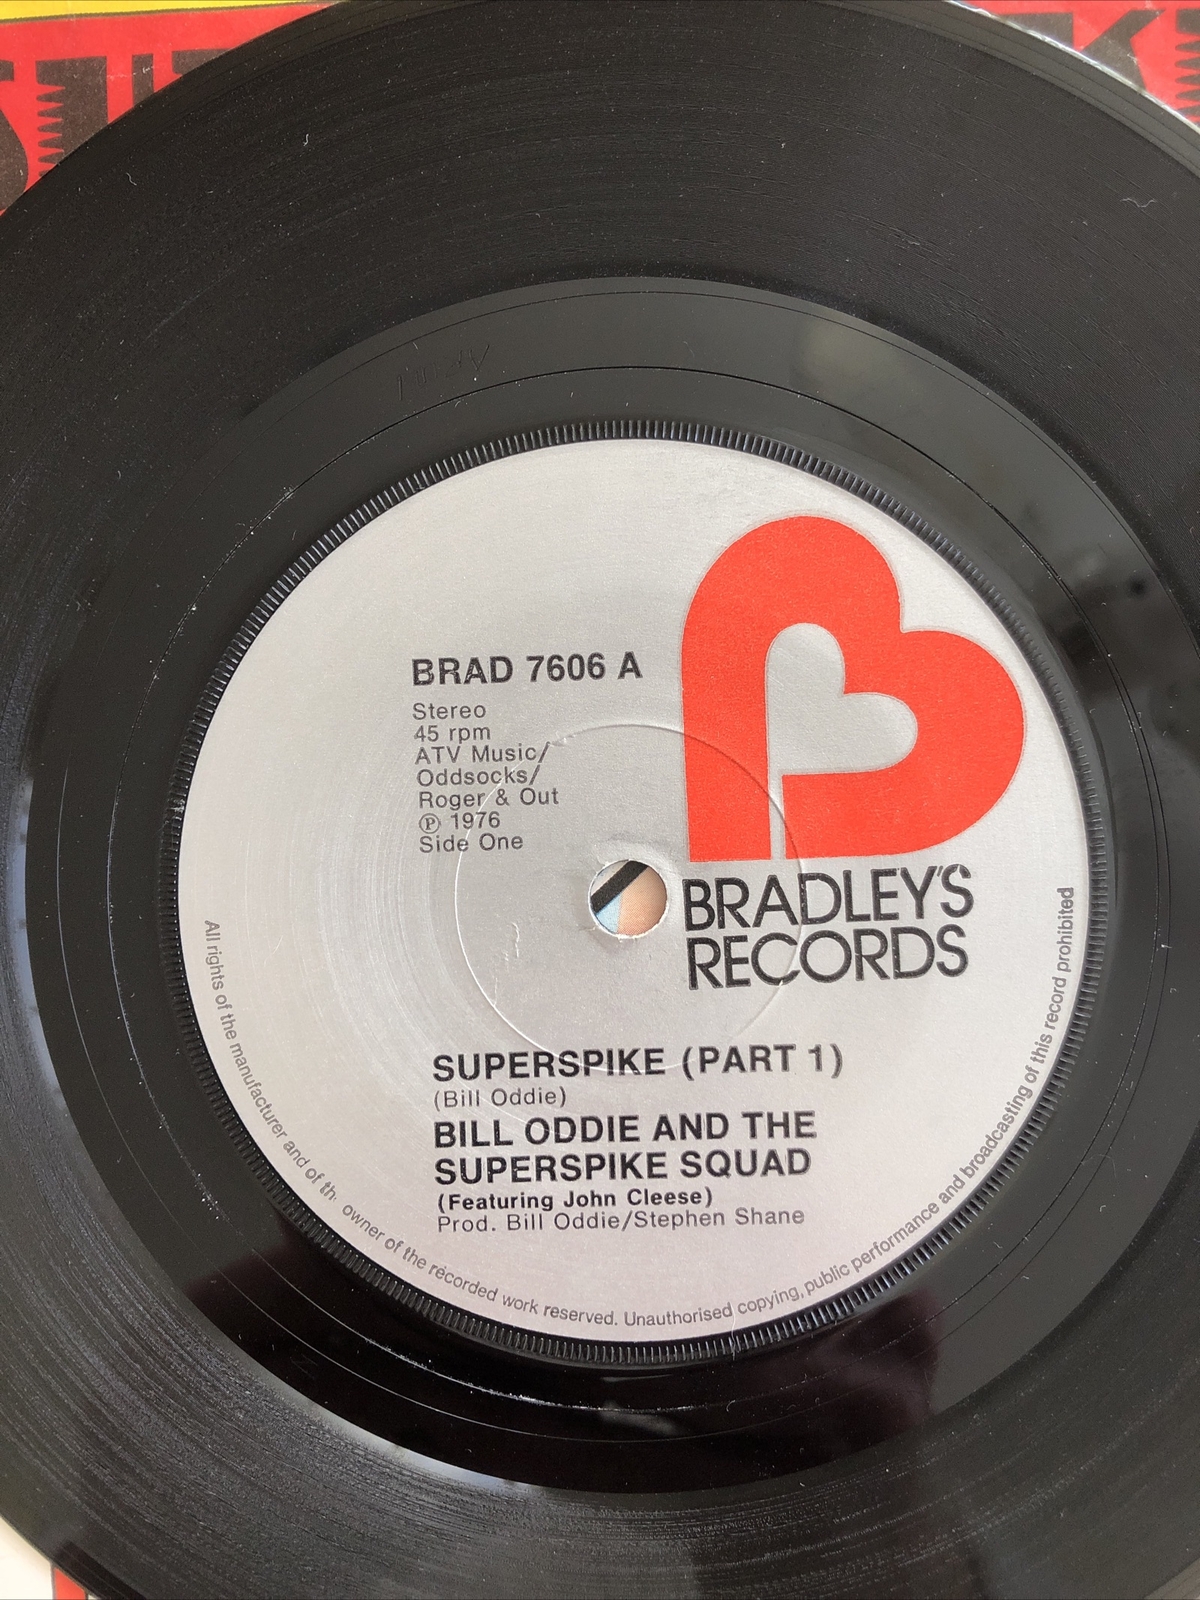 BRAD 7606 A
Stereo
45 rpm
ATV Music/
Oddsocks/
Roger & Out
℗ 1976
Side One
BRADLEY'S
RECORDS
SUPERSPIKE (PART 1)
(Bill Oddie)
BILL ODDIE AND THE
SUPERSPIKE SQUAD
(Featuring John Cleese)
Prod. Bill Oddie/Stephen Shane
All rights of the manufacturer and of th owner of the recorded work reserved. Unauthorised copying, public performance and broadcasting of this record prohibited